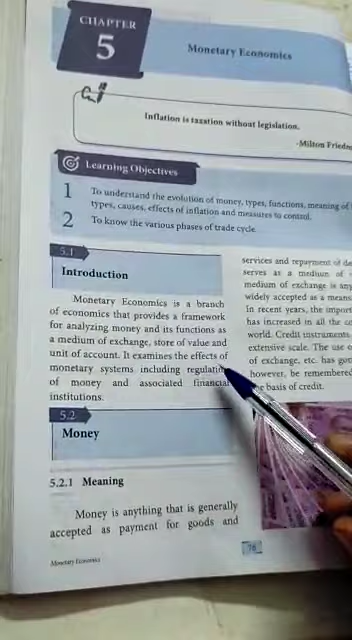 CHAPTER
5
Monetary Economics
Inflation is taxation without legislation.
-Milton Friedm
Learning Objectives
1 To understand the evolution of money, types, functions, meaning of
types, causes, effects of inflation and measures to control.
2 To know the various phases of trade cycle.
5.1
Introduction
Monetary Economics is a branch
of economics that provides a framework
for analyzing money and its functions as
a medium of exchange, store of value and
unit of account. It examines the effects of
monetary systems including regulation
of money and associated financial
institutions.
5.2
Money
5.2.1 Meaning
Money is anything that is generally
accepted as payment for goods and
services and repayment of de
serves as a medium of
medium of exchange is any
widely accepted as a means
In recent years, the import
has increased in all the co
world. Credit instruments
extensive scale. The use o
of exchange, etc. has gon
however, be remembered
basis of credit.
76
Monetary Economics